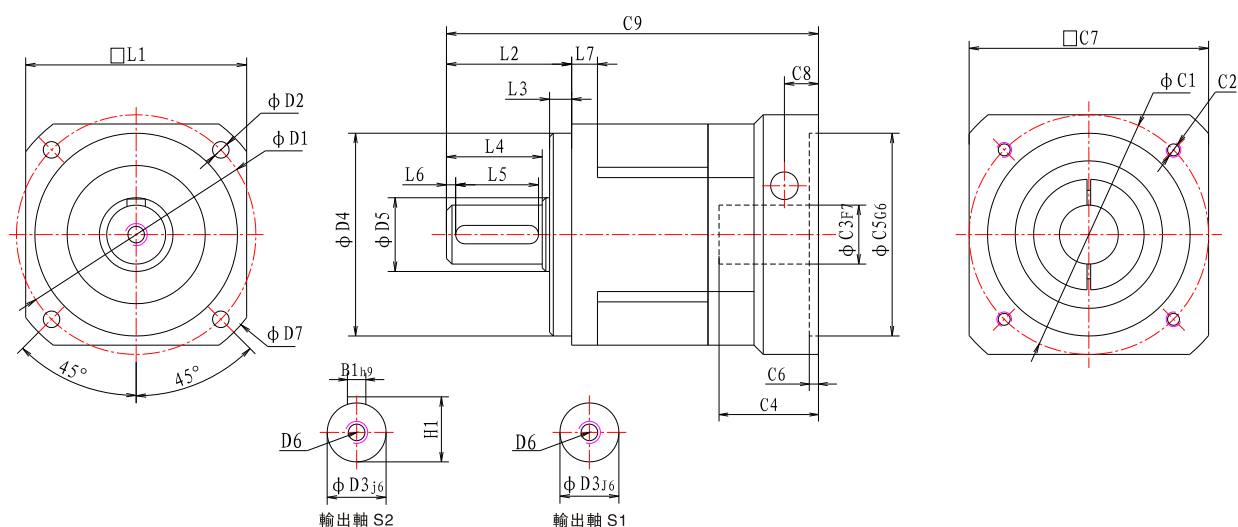 □L1
φD2
φD1
φD7
45°
45°
C9
L2
L7
C8
L3
L4
L6
L5
φD4
φD5
φC3F7
φC5G6
C6
C4
□C7
φC1
C2
B1h9
H1
D6
φD3j6
輸出軸 S2
D6
φD3J6
輸出軸 S1